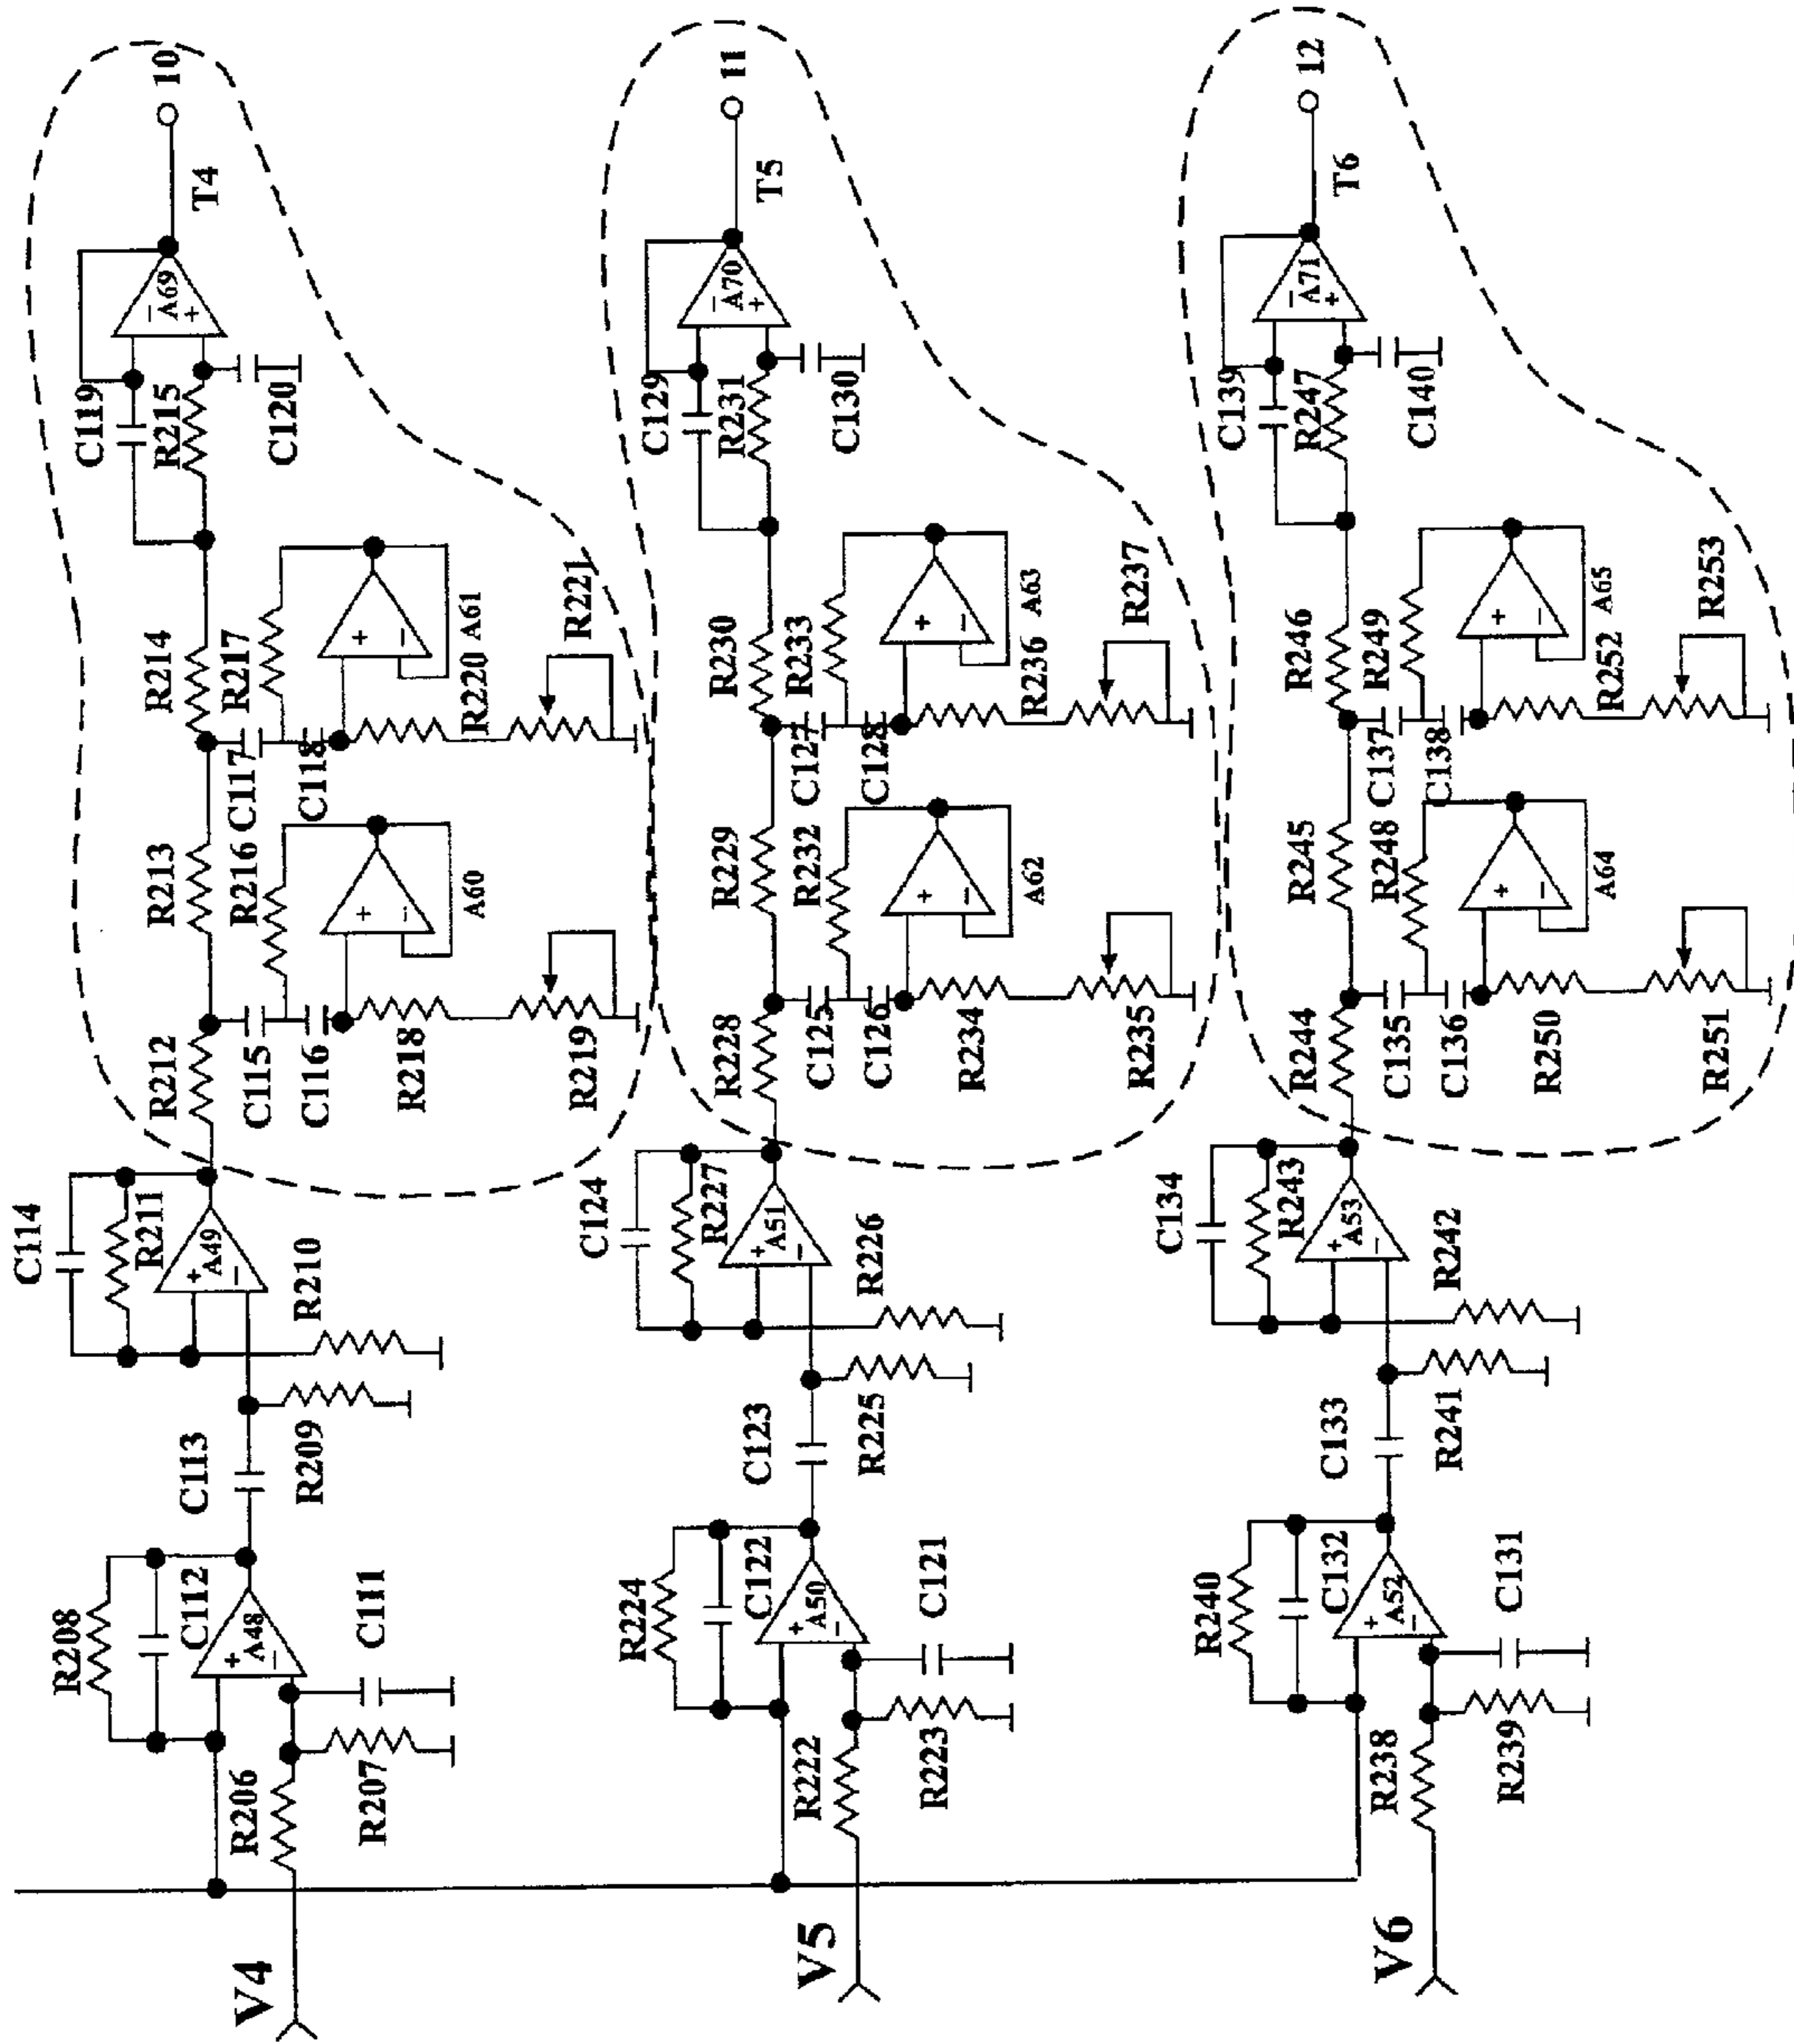 V4
R206
R207
R208
C112
+
A48
−
C111
C113
R209
R210
C114
R211
+
A49
−
R212
C115
C116
R218
R219
R213
R216
+
−
A60
R214
C117
C118
R217
+
−
A61
R220
R221
C119
R215
C120
−
A69
+
T4
10
V5
R222
R223
R224
C122
+
A50
−
C121
C123
R225
R226
C124
R227
+
A51
−
R228
C125
C126
R234
R235
R229
R232
+
−
A62
R230
C127
C128
R233
+
−
A63
R236
R237
C129
R231
C130
−
A70
+
T5
11
V6
R238
R239
R240
C132
+
A52
−
C131
C133
R241
R242
C134
R243
+
A53
−
R244
C135
C136
R250
R251
R245
R248
+
−
A64
R246
C137
C138
R249
+
−
A65
R252
R253
C139
R247
C140
−
A71
+
T6
12